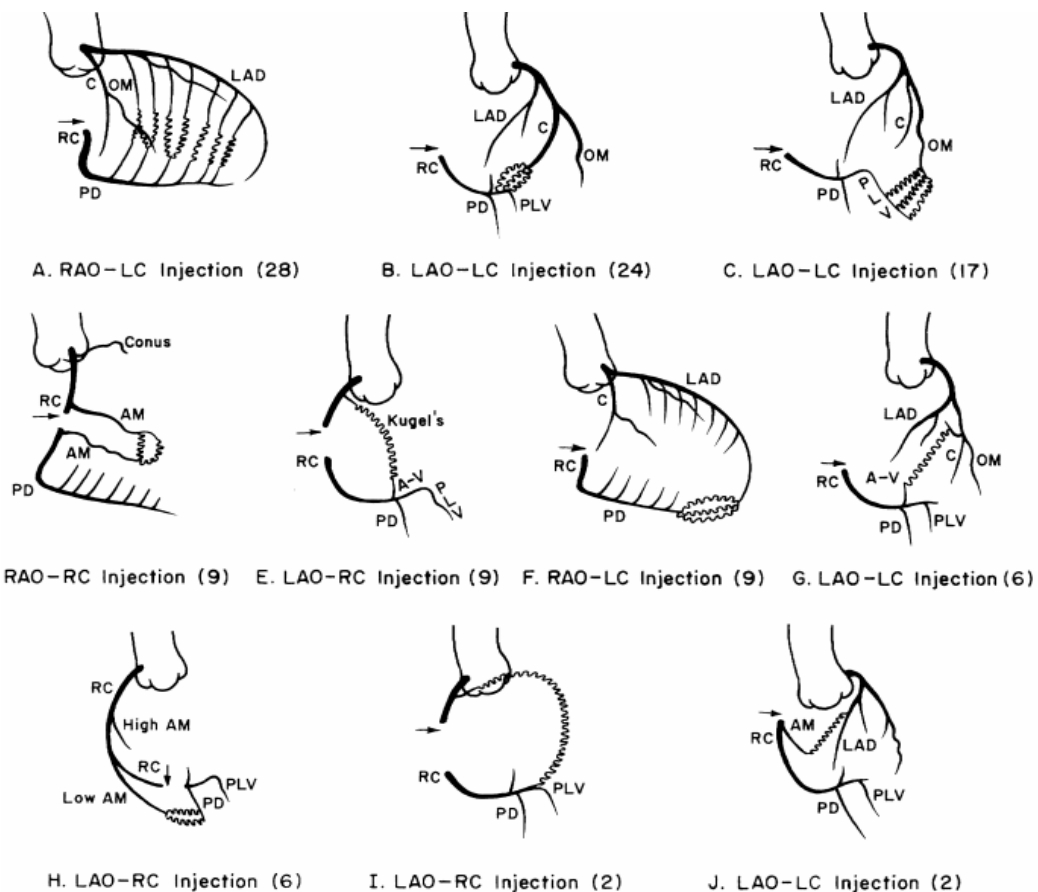 C OM LAD
RC
PD
LAD
C
RC
OM
PD PLV
LAD
C
RC
OM
PD PLV
A. RAO-LC Injection (28) B. LAO-LC Injection (24) C. LAO-LC Injection (17)
Conus
RC
AM
AM
PD
Kugel's
RC
A-V
PD PLV
LAD
C
RC
PD
LAD
C
RC A-V OM
PD PLV
RAO-RC Injection (9) E. LAO-RC Injection (9) F. RAO-LC Injection (9) G. LAO-LC Injection (6)
RC
High AM
RC
Low AM
PLV
PD
RC
PD PLV
AM
RC
LAD
PD PLV
H. LAO-RC Injection (6) I. LAO-RC Injection (2) J. LAO-LC Injection (2)